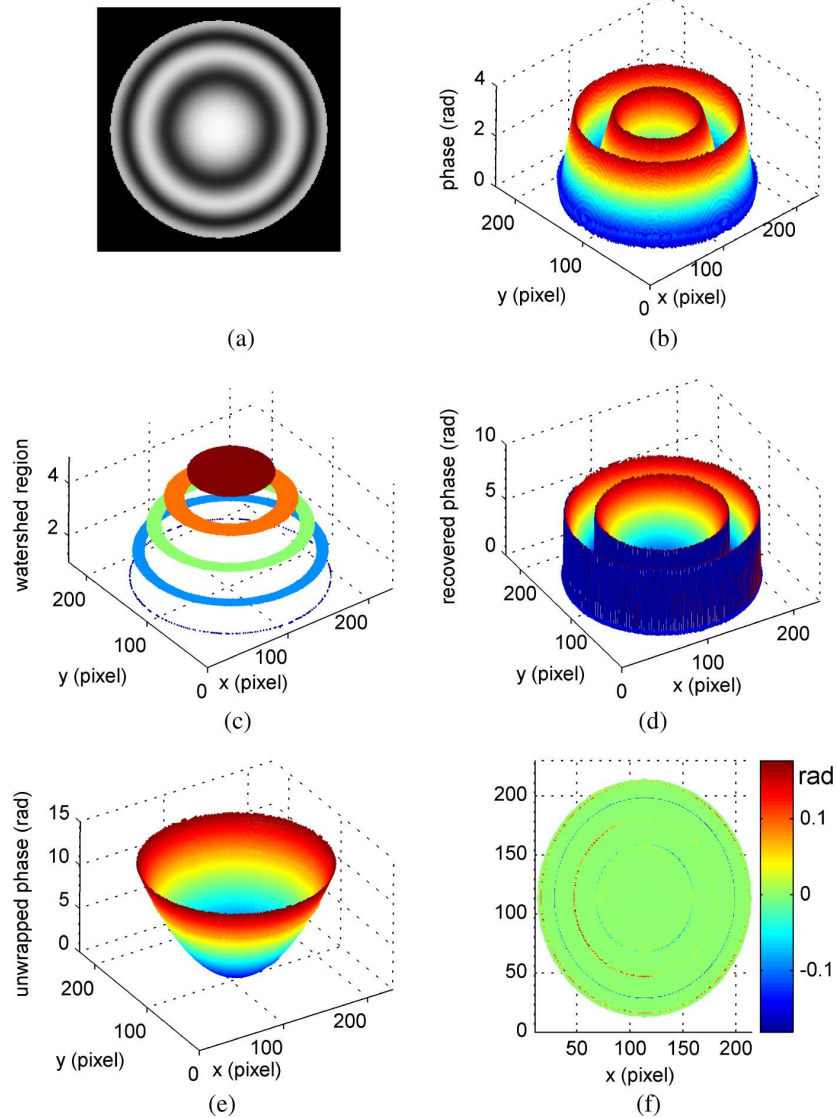 (a)
phase (rad)
4
2
0
200
100
0
y (pixel)
x (pixel)
100
200
(b)
watershed region
4
2
200
100
0
y (pixel)
x (pixel)
100
200
(c)
recovered phase (rad)
10
5
0
200
100
0
y (pixel)
x (pixel)
100
200
(d)
unwrapped phase (rad)
15
10
5
0
200
100
0
y (pixel)
x (pixel)
100
200
(e)
200
150
100
50
0
50
100
150
200
x (pixel)
rad
0.1
0
-0.1
(f)